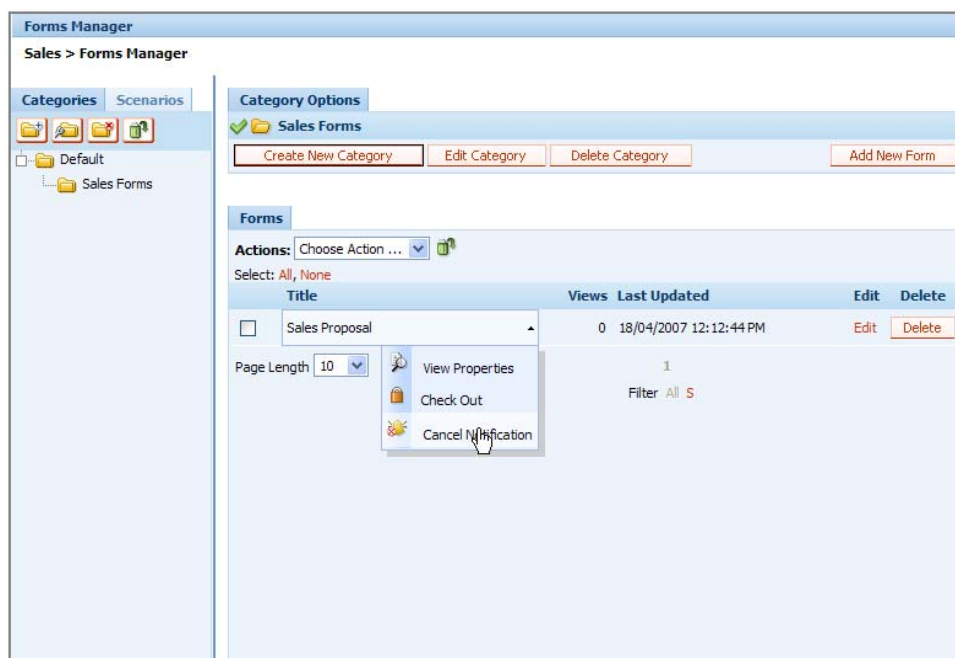 Forms Manager
Sales > Forms Manager
Categories Scenarios
Default
Sales Forms
Category Options
Sales Forms
Create New Category Edit Category Delete Category Add New Form
Forms
Actions: Choose Action ...
Select: All, None
Title Views Last Updated Edit Delete
Sales Proposal 0 18/04/2007 12:12:44 PM Edit Delete
Page Length 10 1
View Properties
Filter All S
Check Out
Cancel Notification